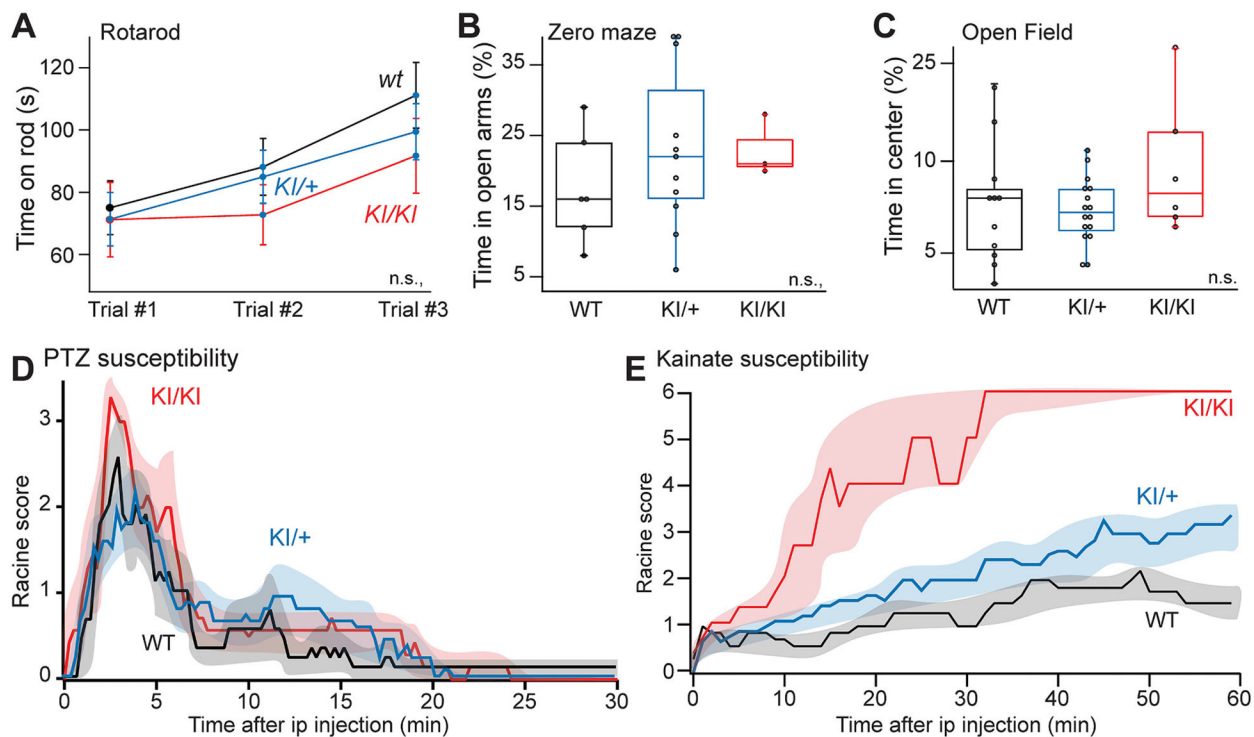 A Rotarod
Time on rod (s)
120
100
80
60
wt
KI/+
KI/KI
n.s.,
Trial #1 Trial #2 Trial #3
B Zero maze
Time in open arms (%)
35
25
15
5
n.s.,
WT KI/+ KI/KI
C Open Field
Time in center (%)
25
10
5
n.s.
WT KI/+ KI/KI
D PTZ susceptibility
Racine score
3
2
1
0
KI/KI
KI/+
WT
0 5 10 15 20 25 30
Time after ip injection (min)
E Kainate susceptibility
Racine score
6
5
4
3
2
1
0
KI/KI
KI/+
WT
0 10 20 30 40 50 60
Time after ip injection (min)